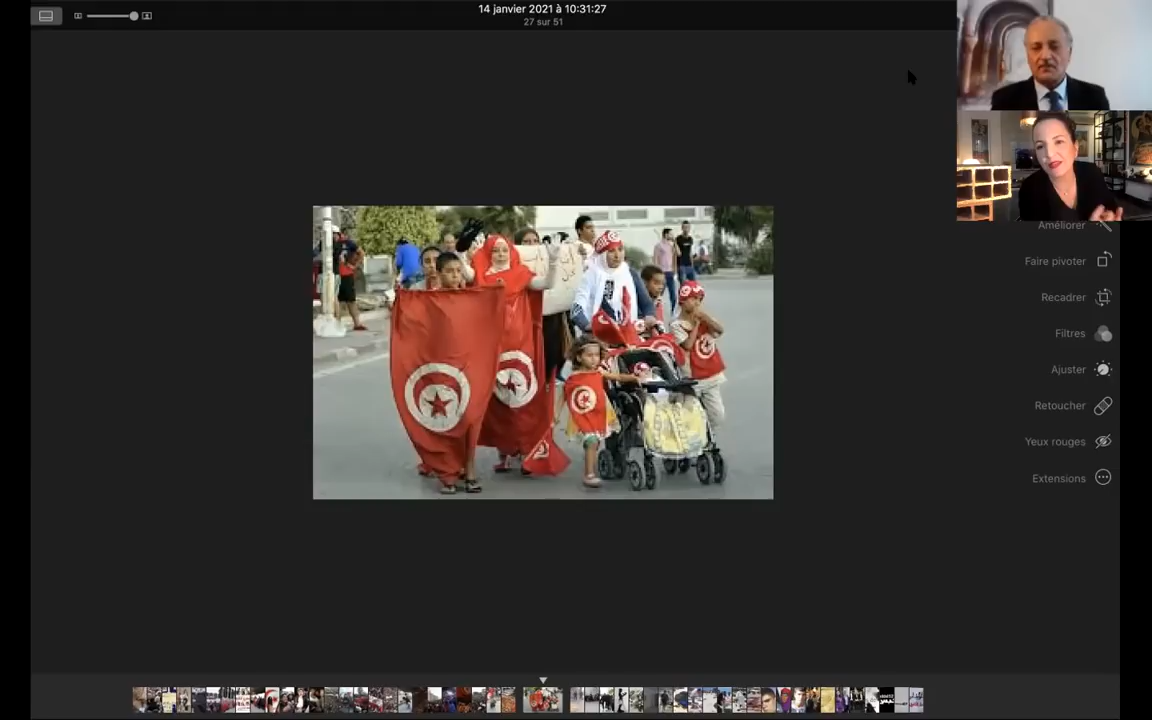 14 janvier 2021 à 10:31:27
27 sur 51
Améliorer
Faire pivoter
Recadrer
Filtres
Ajuster
Retoucher
Yeux rouges
Extensions